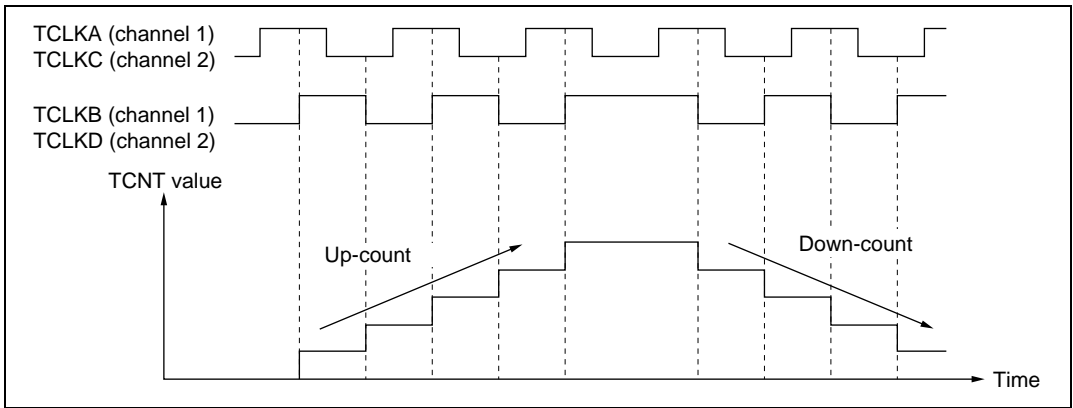 TCLKA (channel 1)
TCLKC (channel 2)
TCLKB (channel 1)
TCLKD (channel 2)
TCNT value
Up-count
Down-count
Time